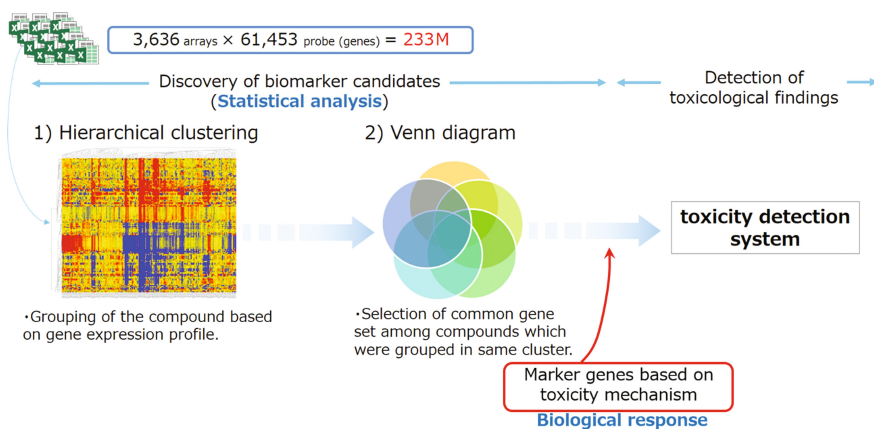 3,636 arrays × 61,453 probe (genes) = 233M
Discovery of biomarker candidates
(Statistical analysis)
Detection of
toxicological findings
1) Hierarchical clustering
2) Venn diagram
toxicity detection
system
・Grouping of the compound based
on gene expression profile.
・Selection of common gene
set among compounds which
were grouped in same cluster.
Marker genes based on
toxicity mechanism
Biological response